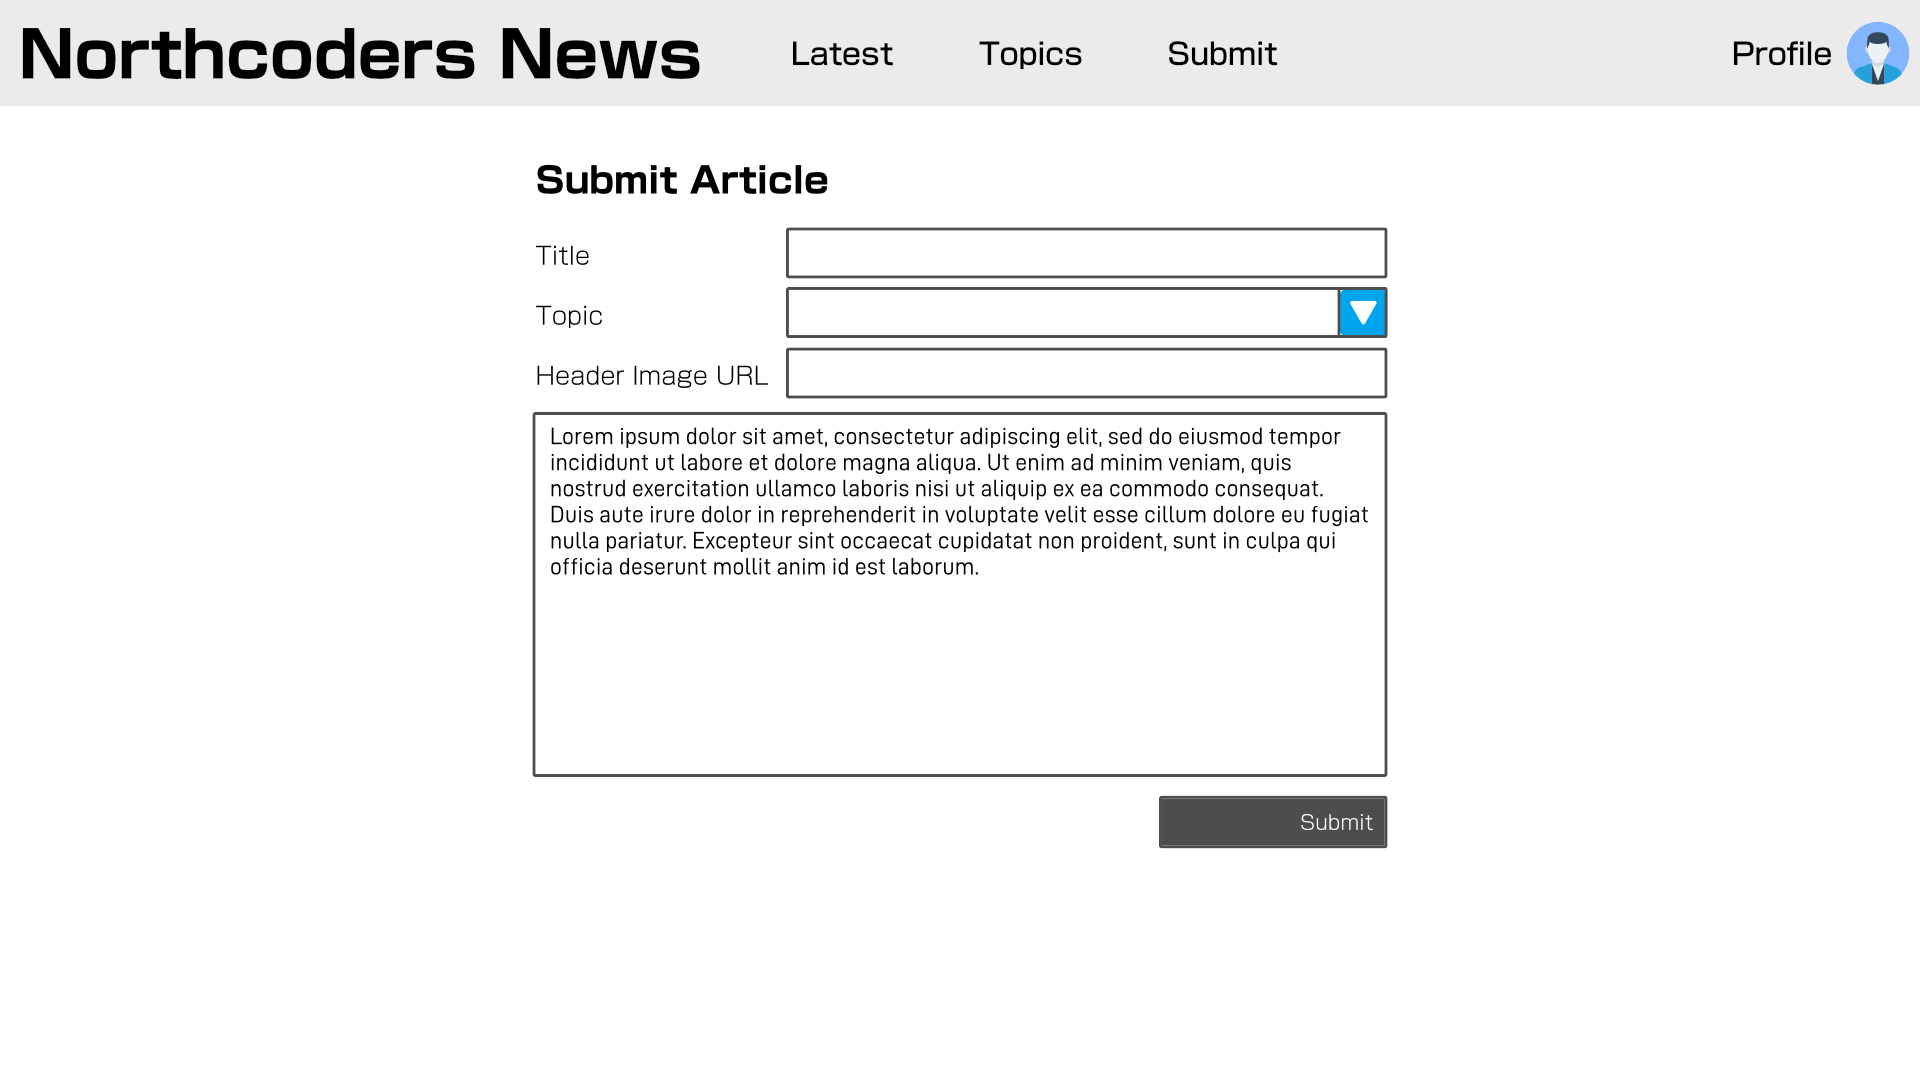 Northcoders News
Latest
Topics
Submit
Profile
Submit Article
Title
Topic
Header Image URL
Lorem ipsum dolor sit amet, consectetur adipiscing elit, sed do eiusmod tempor
incididunt ut labore et dolore magna aliqua. Ut enim ad minim veniam, quis
nostrud exercitation ullamco laboris nisi ut aliquip ex ea commodo consequat.
Duis aute irure dolor in reprehenderit in voluptate velit esse cillum dolore eu fugiat
nulla pariatur. Excepteur sint occaecat cupidatat non proident, sunt in culpa qui
officia deserunt mollit anim id est laborum.
Submit